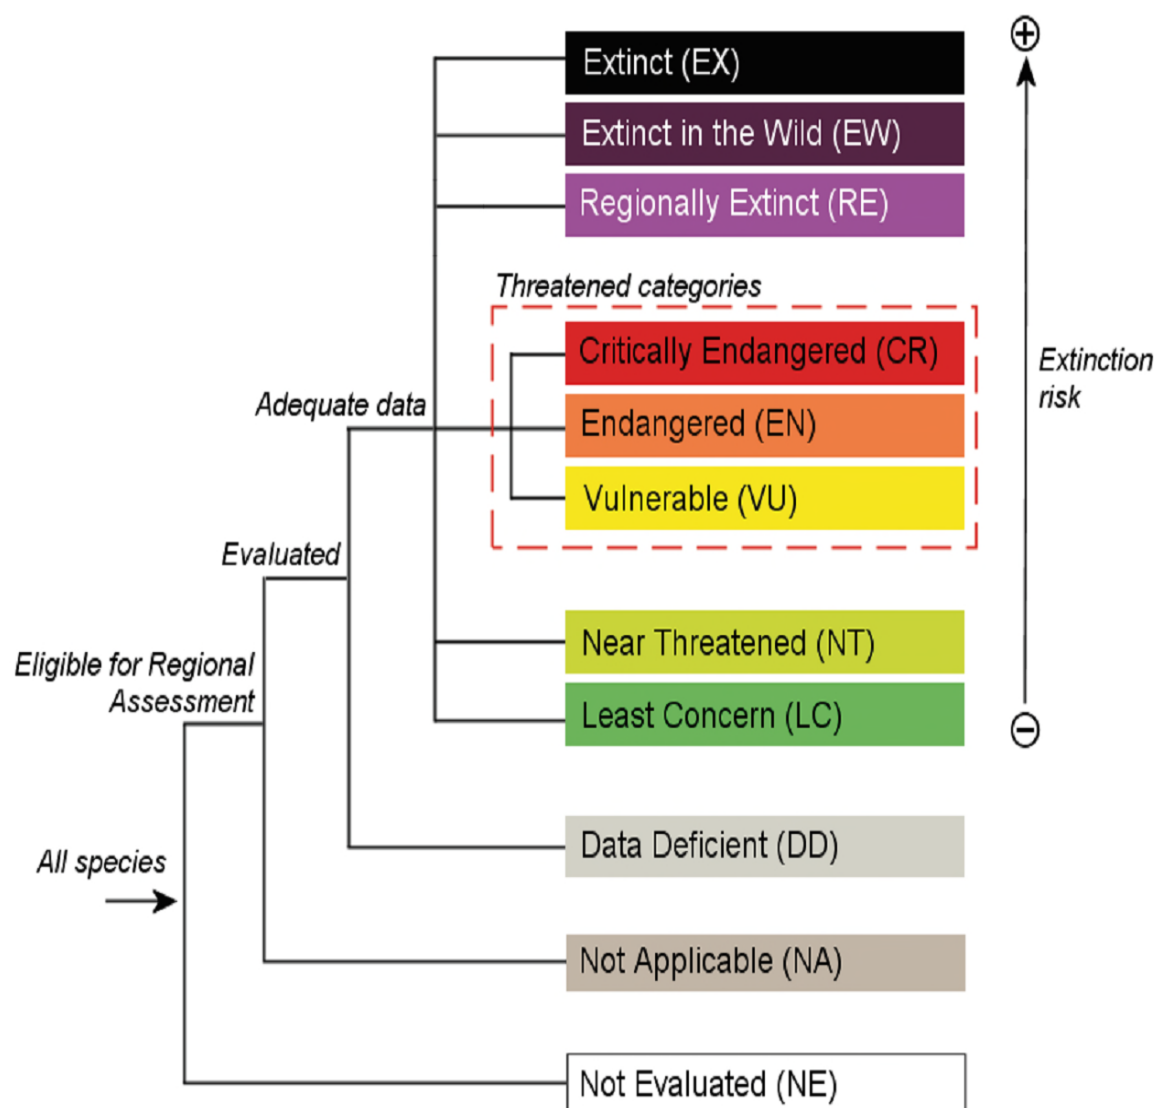 Extinct (EX)
Extinct in the Wild (EW)
Regionally Extinct (RE)
Threatened categories
Critically Endangered (CR)
Extinction
risk
Adequate data
Endangered (EN)
Vulnerable (VU)
Evaluated
Near Threatened (NT)
Eligible for Regional
Assessment
Least Concern (LC)
Data Deficient (DD)
All species
Not Applicable (NA)
Not Evaluated (NE)